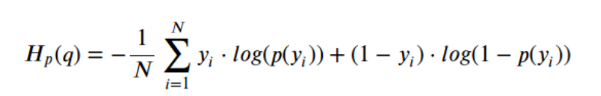 H_p(q) = -\frac{1}{N} \sum_{i=1}^{N} y_i \cdot log(p(y_i)) + (1 - y_i) \cdot log(1 - p(y_i))